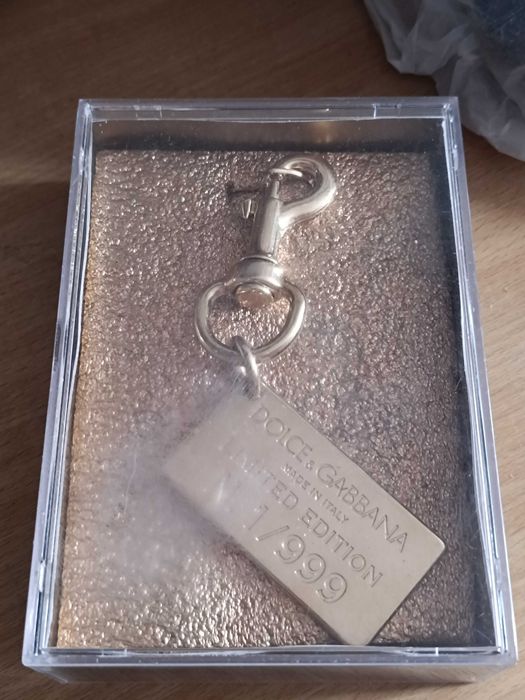 DOLCE & GABBANA
MADE IN ITALY
LIMITED EDITION
1/999